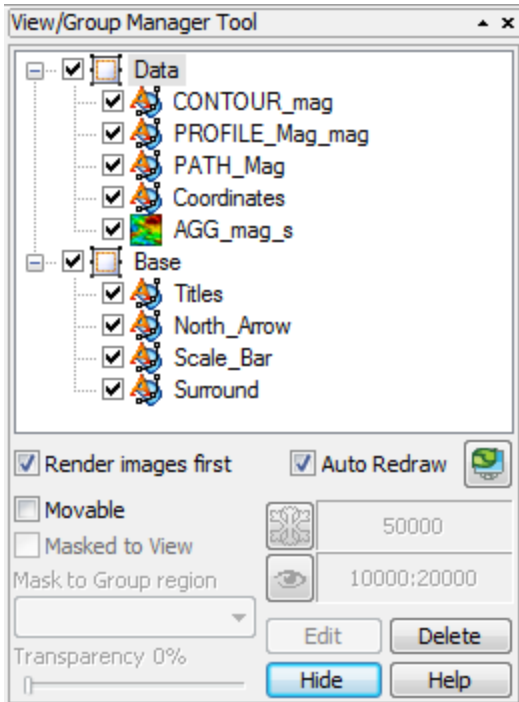 View/Group Manager Tool
Data
CONTOUR_mag
PROFILE_Mag_mag
PATH_Mag
Coordinates
AGG_mag_s
Base
Titles
North_Arrow
Scale_Bar
Surround
Render images first Auto Redraw
Movable 50000
Masked to View
Mask to Group region 10000:20000
Edit Delete
Transparency 0%
Hide Help